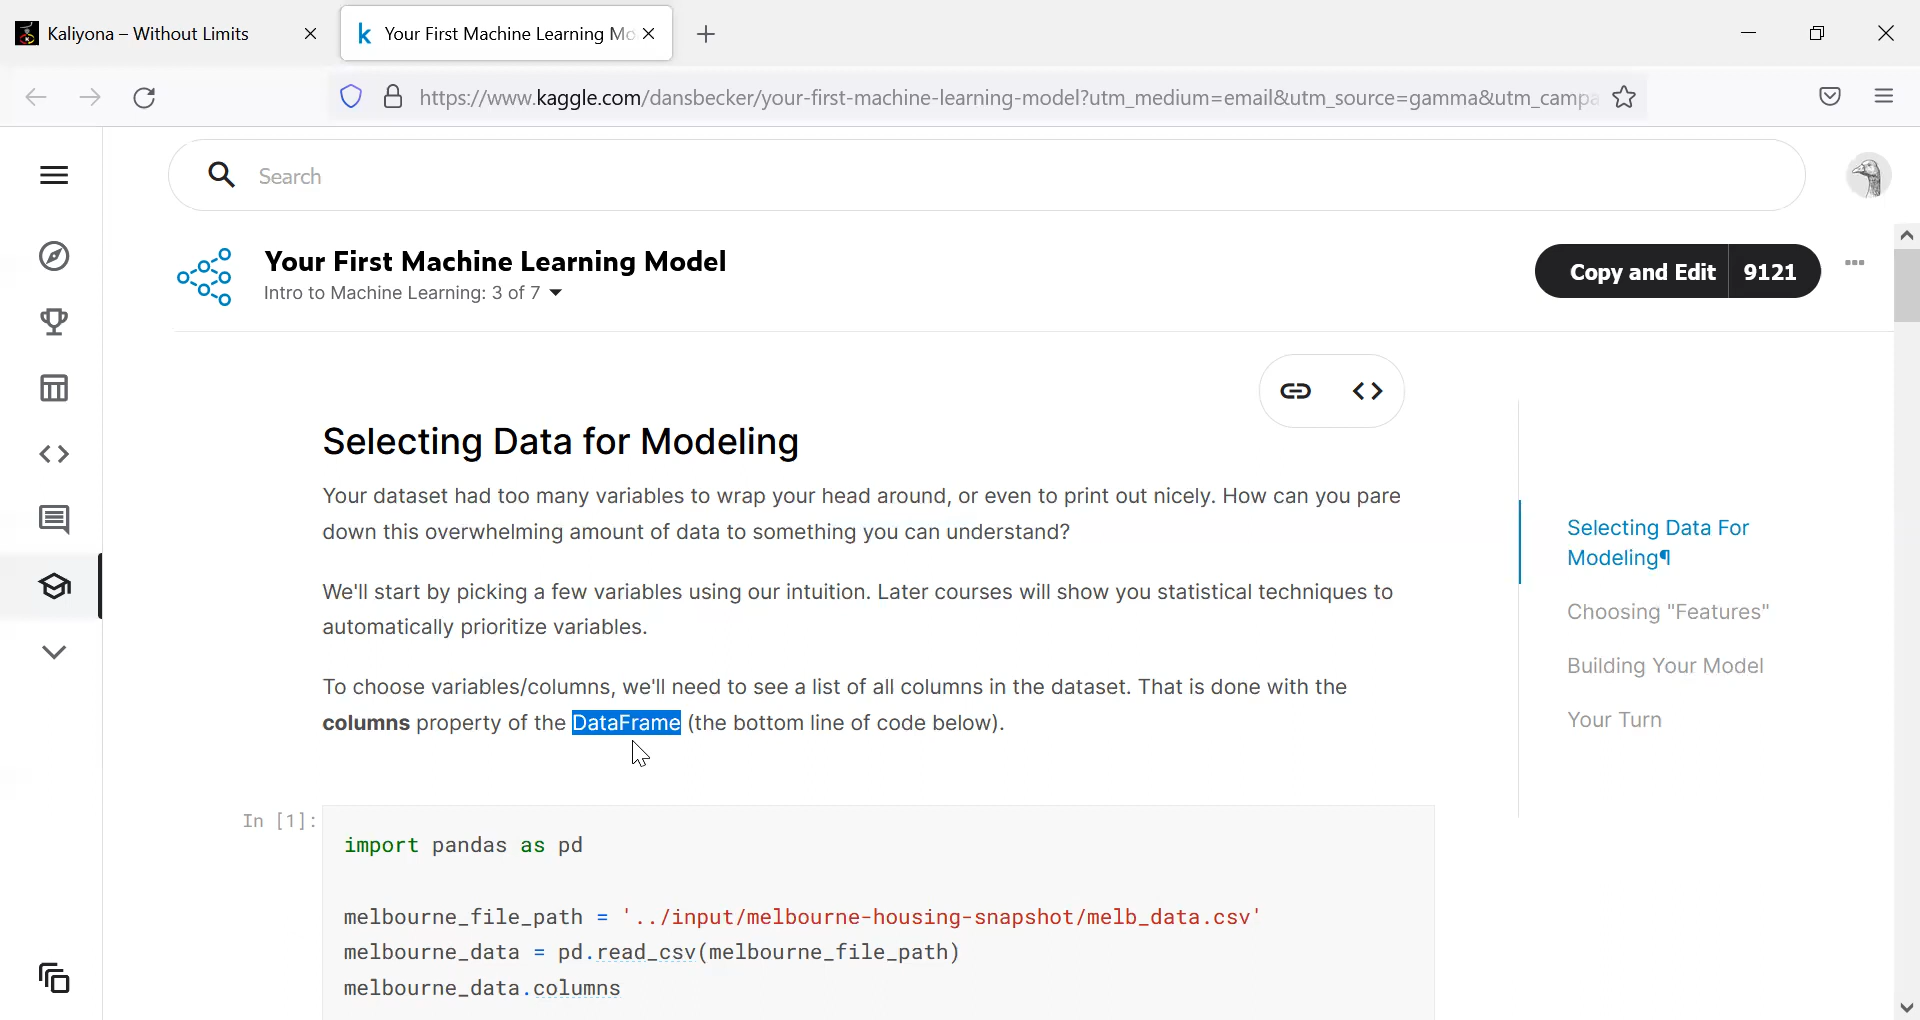 Kaliyona – Without Limits
Your First Machine Learning Mo
https://www.kaggle.com/dansbecker/your-first-machine-learning-model?utm_medium=email&utm_source=gamma&utm_campa
Search
Your First Machine Learning Model
Intro to Machine Learning: 3 of 7
Copy and Edit 9121
Selecting Data for Modeling
Your dataset had too many variables to wrap your head around, or even to print out nicely. How can you pare
down this overwhelming amount of data to something you can understand?
We'll start by picking a few variables using our intuition. Later courses will show you statistical techniques to
automatically prioritize variables.
To choose variables/columns, we'll need to see a list of all columns in the dataset. That is done with the
columns property of the DataFrame (the bottom line of code below).
Selecting Data For
Modeling¶
Choosing "Features"
Building Your Model
Your Turn
In [1]:
import pandas as pd
melbourne_file_path = '../input/melbourne-housing-snapshot/melb_data.csv'
melbourne_data = pd.read_csv(melbourne_file_path)
melbourne_data.columns